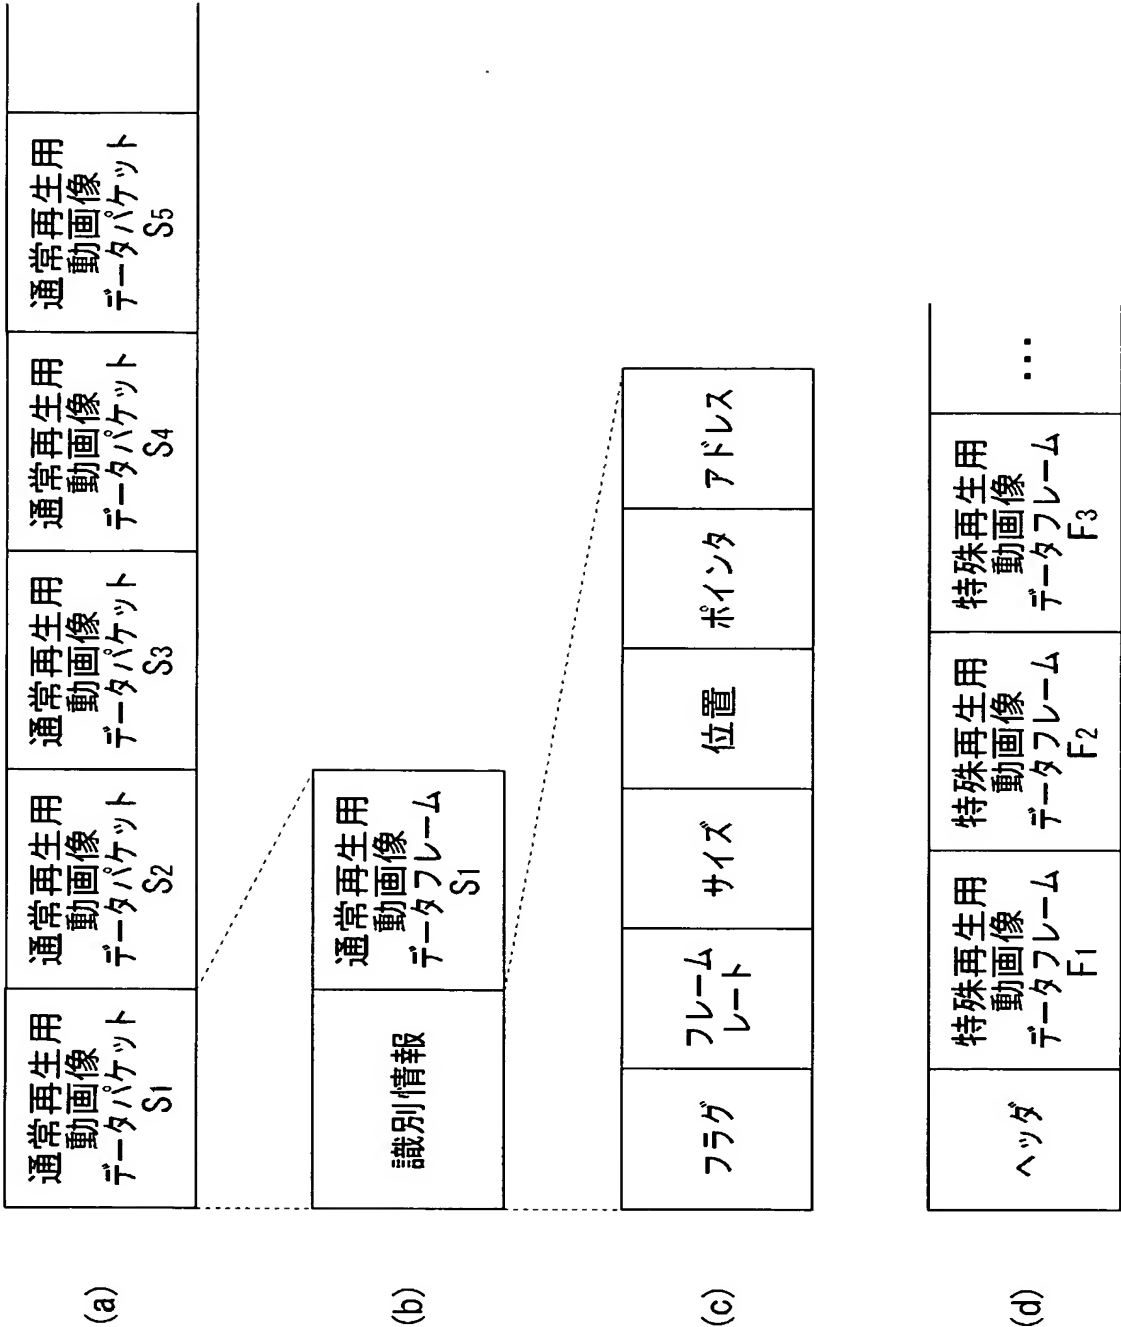 (a)
通常再生用
動画像
データパケット
S1
通常再生用
動画像
データパケット
S2
通常再生用
動画像
データパケット
S3
通常再生用
動画像
データパケット
S4
通常再生用
動画像
データパケット
S5
(b)
識別情報
通常再生用
動画像
データフレーム
S1
(c)
フラグ
フレーム
レート
サイズ
位置
ポインタ
アドレス
(d)
ヘッダ
特殊再生用
動画像
データフレーム
F1
特殊再生用
動画像
データフレーム
F2
特殊再生用
動画像
データフレーム
F3
...